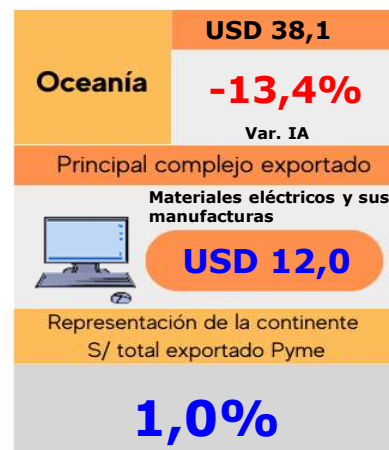 Oceanía
USD 38,1
-13,4%
Var. IA
Principal complejo exportado
Materiales eléctricos y sus
manufacturas
USD 12,0
Representación de la continente
S/ total exportado Pyme
1,0%